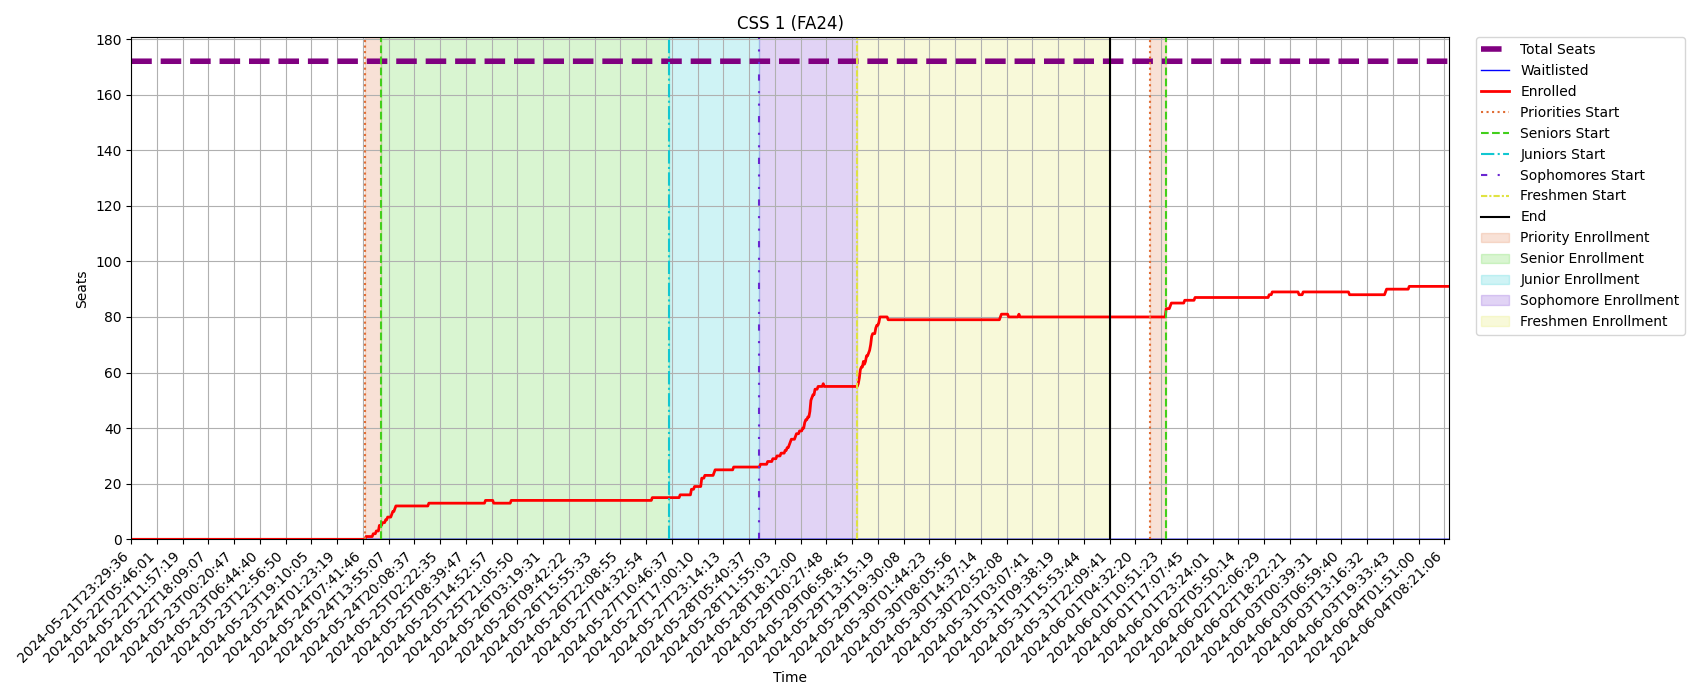 CSS 1 (FA24)
180
160
140
120
100
80
60
40
20
0
Seats
2024-05-21T23:29:36
2024-05-22T05:46:01
2024-05-22T11:57:19
2024-05-22T18:09:07
2024-05-23T00:20:47
2024-05-23T06:44:40
2024-05-23T12:56:50
2024-05-23T19:10:05
2024-05-24T01:23:19
2024-05-24T07:41:46
2024-05-24T13:55:07
2024-05-24T20:08:37
2024-05-25T02:22:35
2024-05-25T08:39:47
2024-05-25T14:52:57
2024-05-25T21:05:50
2024-05-26T03:19:31
2024-05-26T09:42:22
2024-05-26T15:55:33
2024-05-26T22:08:55
2024-05-27T04:32:54
2024-05-27T10:46:37
2024-05-27T17:00:10
2024-05-27T23:14:13
2024-05-28T05:40:37
2024-05-28T11:55:03
2024-05-28T18:12:00
2024-05-29T00:27:48
2024-05-29T06:58:45
2024-05-29T13:15:19
2024-05-29T19:30:08
2024-05-30T01:44:23
2024-05-30T08:05:56
2024-05-30T14:37:14
2024-05-30T20:52:08
2024-05-31T03:07:41
2024-05-31T09:38:19
2024-05-31T15:53:44
2024-05-31T22:09:41
2024-06-01T04:32:20
2024-06-01T10:51:23
2024-06-01T17:07:45
2024-06-01T23:24:01
2024-06-02T05:50:14
2024-06-02T12:06:29
2024-06-02T18:22:21
2024-06-03T00:39:31
2024-06-03T06:59:40
2024-06-03T13:16:32
2024-06-03T19:33:43
2024-06-04T01:51:00
2024-06-04T08:21:06
Time
Total Seats
Waitlisted
Enrolled
Priorities Start
Seniors Start
Juniors Start
Sophomores Start
Freshmen Start
End
Priority Enrollment
Senior Enrollment
Junior Enrollment
Sophomore Enrollment
Freshmen Enrollment